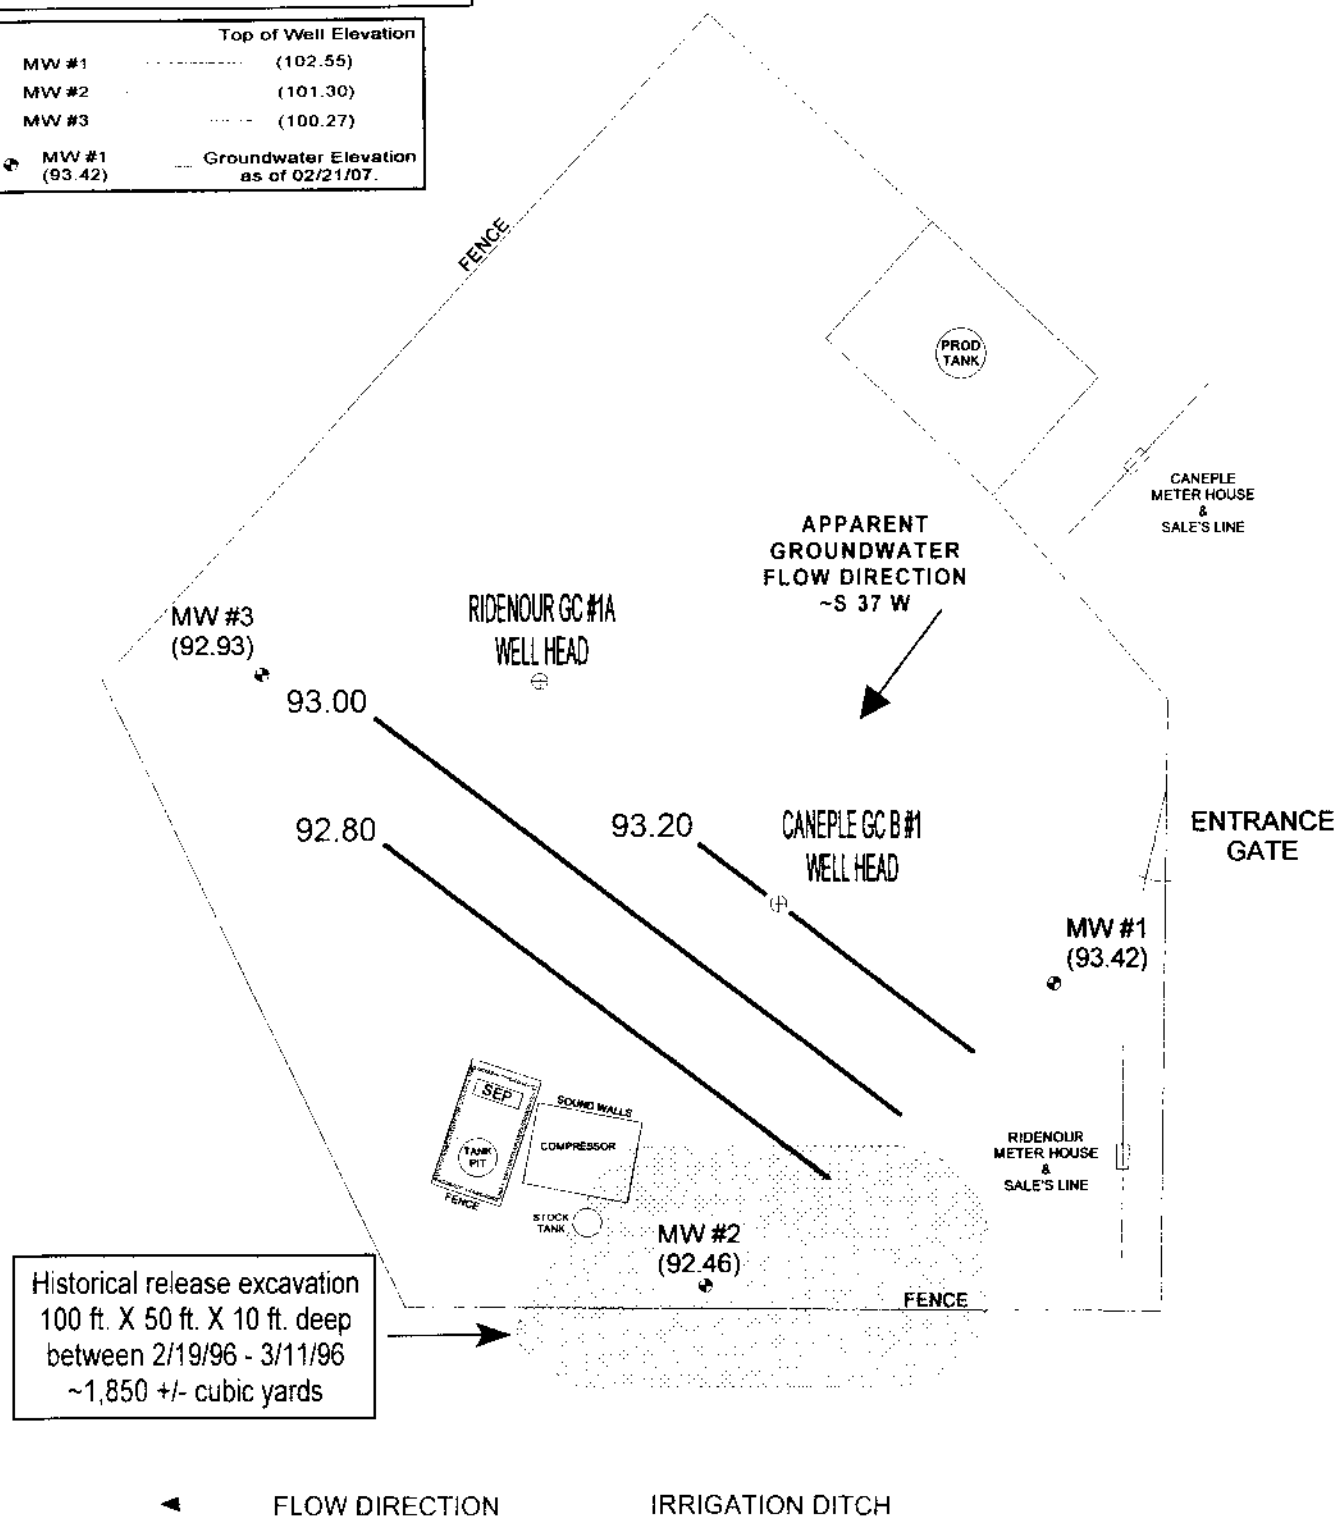 Top of Well Elevation
MW #1 (102.55)
MW #2 (101.30)
MW #3 (100.27)
MW #1 Groundwater Elevation
(93.42) as of 02/21/07.
FENCE
PROD
TANK
CANEPLE
METER HOUSE
&
SALE'S LINE
APPARENT
GROUNDWATER
FLOW DIRECTION
~S 37 W
MW #3
(92.93)
RIDENOUR GC #1A
WELL HEAD
93.00
92.80
93.20
CANEPLE GC B #1
WELL HEAD
ENTRANCE
GATE
MW #1
(93.42)
SEP
TANK
PIT
FENCE
SOUND WALLS
COMPRESSOR
STOCK
TANK
RIDENOUR
METER HOUSE
&
SALE'S LINE
MW #2
(92.46)
FENCE
Historical release excavation
100 ft. X 50 ft. X 10 ft. deep
between 2/19/96 - 3/11/96
~1,850 +/- cubic yards
FLOW DIRECTION IRRIGATION DITCH